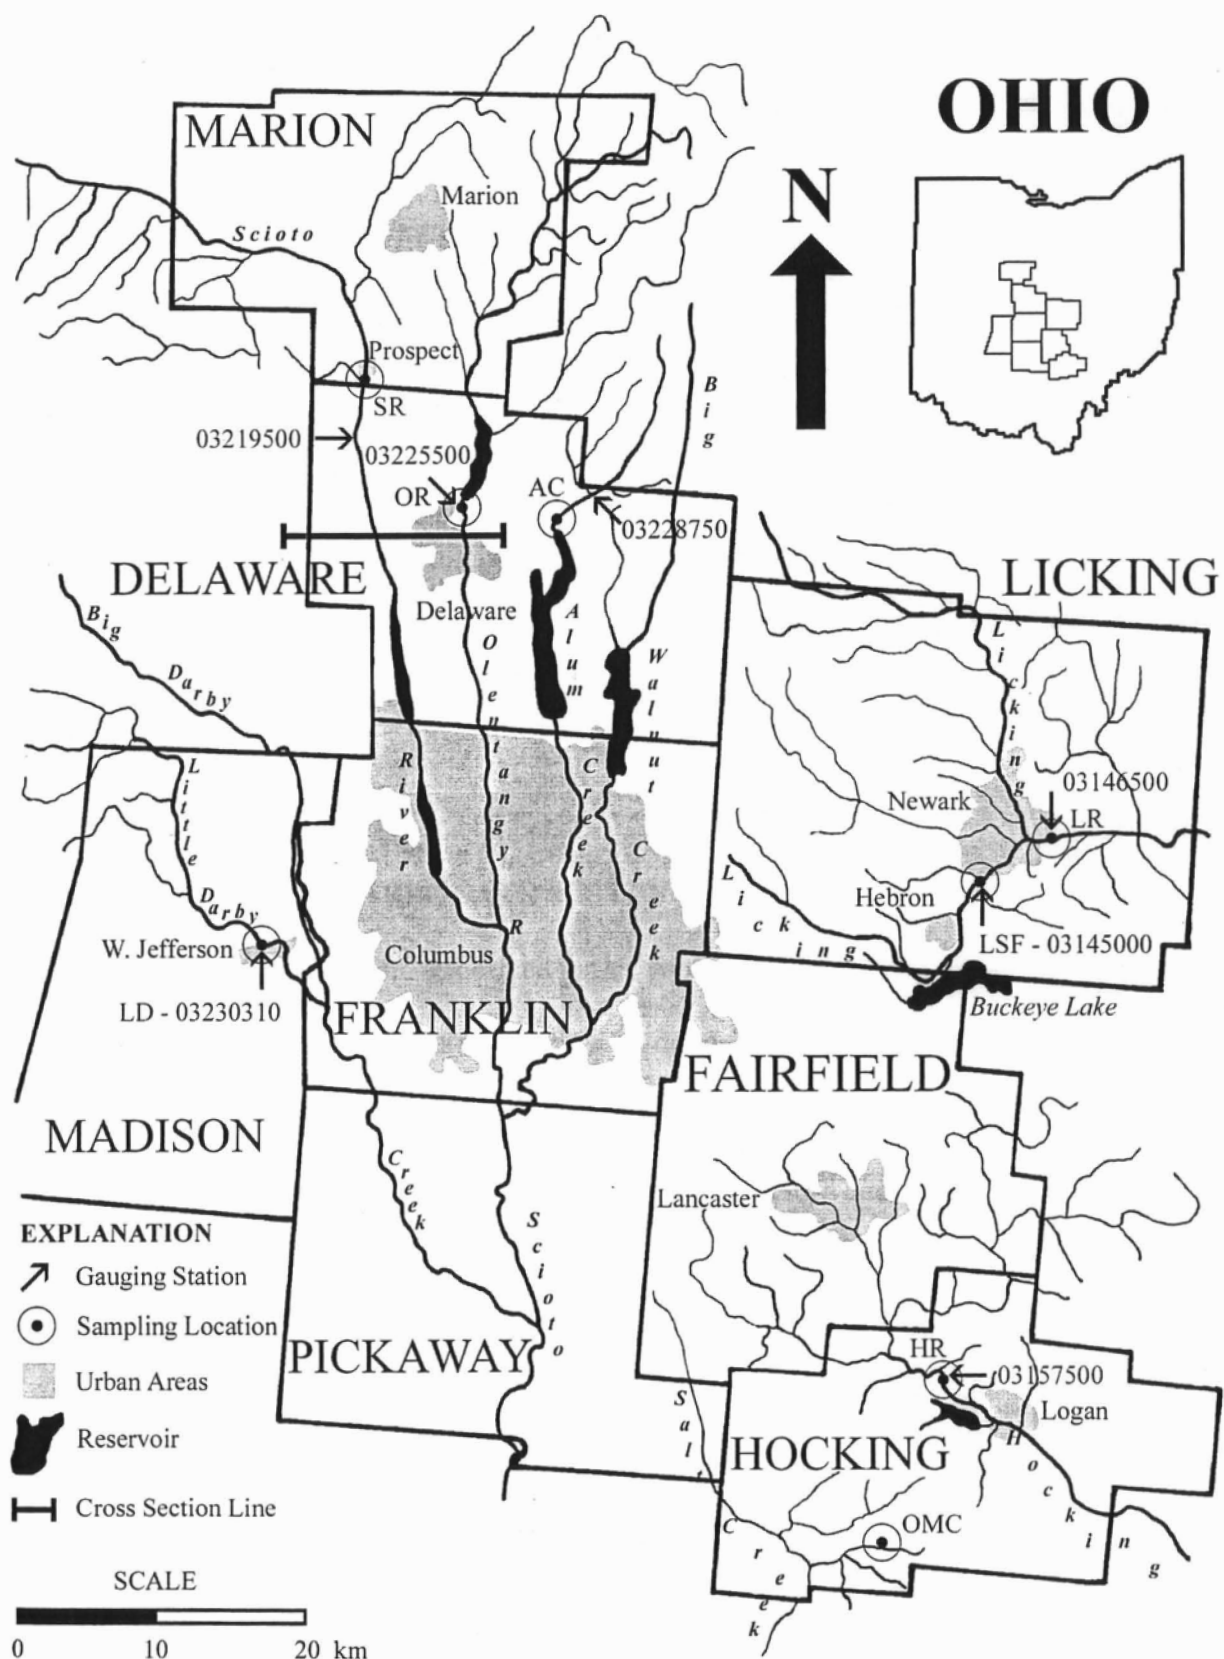 OHIO
N
MARION
Marion
Scioto
Prospect
SR
Big
03219500
03225500
OR
AC
03228750
DELAWARE
LICKING
Delaware
Big
Darby
Olentangy
R
Alum
Creek
Walnut
Creek
Licking
River
Little
Darby
Newark
03146500
LR
Licking
Hebron
LSF - 03145000
Buckeye Lake
W. Jefferson
LD - 03230310
Columbus
FRANKLIN
FAIRFIELD
MADISON
Creek
Scioto
Lancaster
EXPLANATION
Gauging Station
Sampling Location
Urban Areas
Reservoir
Cross Section Line
PICKAWAY
HR
03157500
Logan
HOCKING
Salt
Creek
Hocking
OMC
SCALE
0 10 20 km